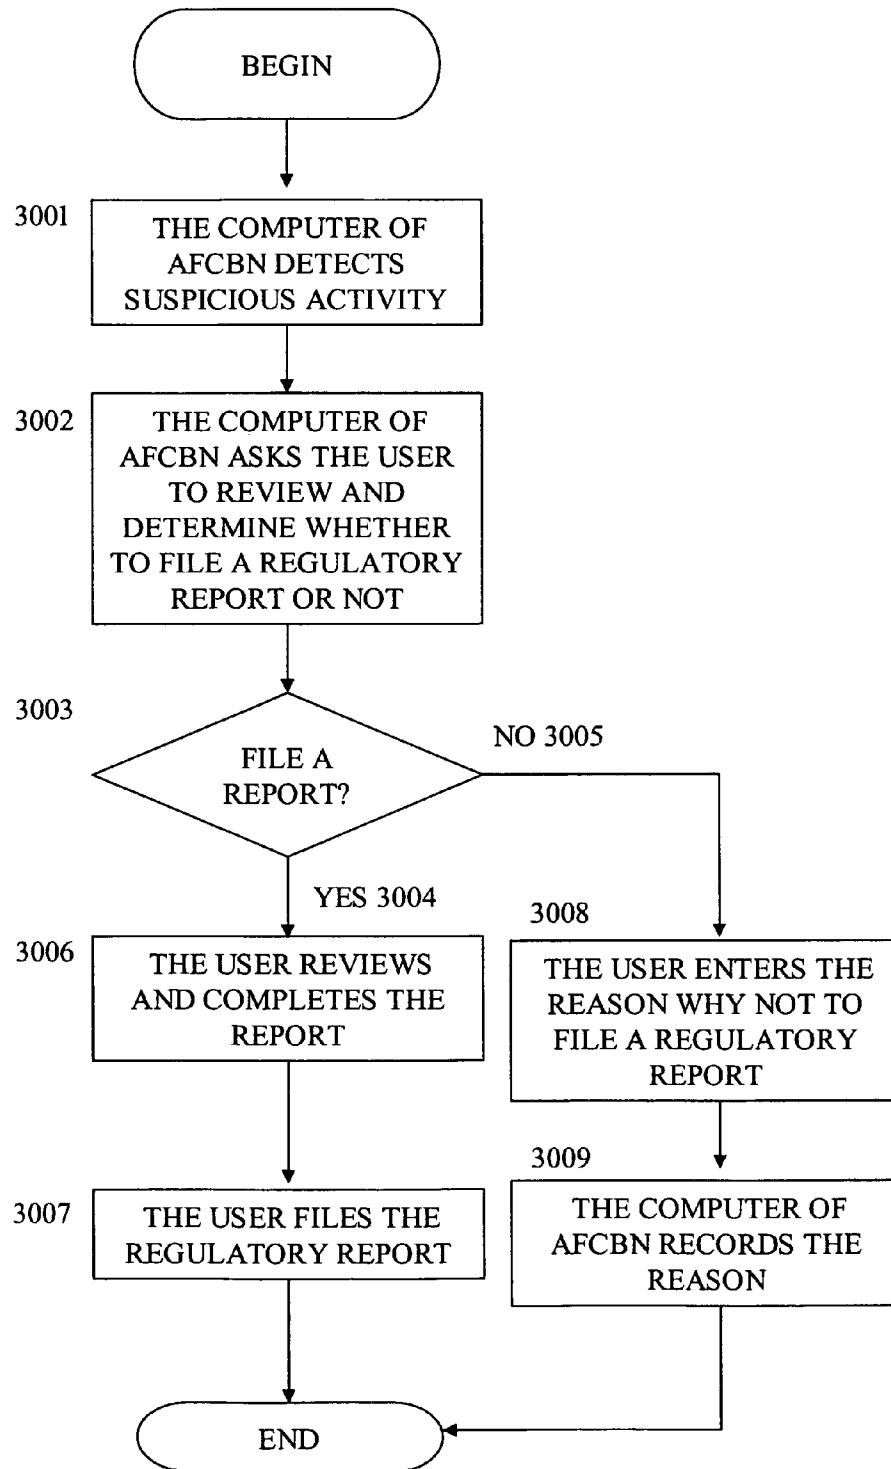 BEGIN
3001
THE COMPUTER OF
AFCBN DETECTS
SUSPICIOUS ACTIVITY
3002
THE COMPUTER OF
AFCBN ASKS THE USER
TO REVIEW AND
DETERMINE WHETHER
TO FILE A REGULATORY
REPORT OR NOT
3003
FILE A
REPORT?
NO 3005
YES 3004
3006
THE USER REVIEWS
AND COMPLETES THE
REPORT
3008
THE USER ENTERS THE
REASON WHY NOT TO
FILE A REGULATORY
REPORT
3007
THE USER FILES THE
REGULATORY REPORT
3009
THE COMPUTER OF
AFCBN RECORDS THE
REASON
END